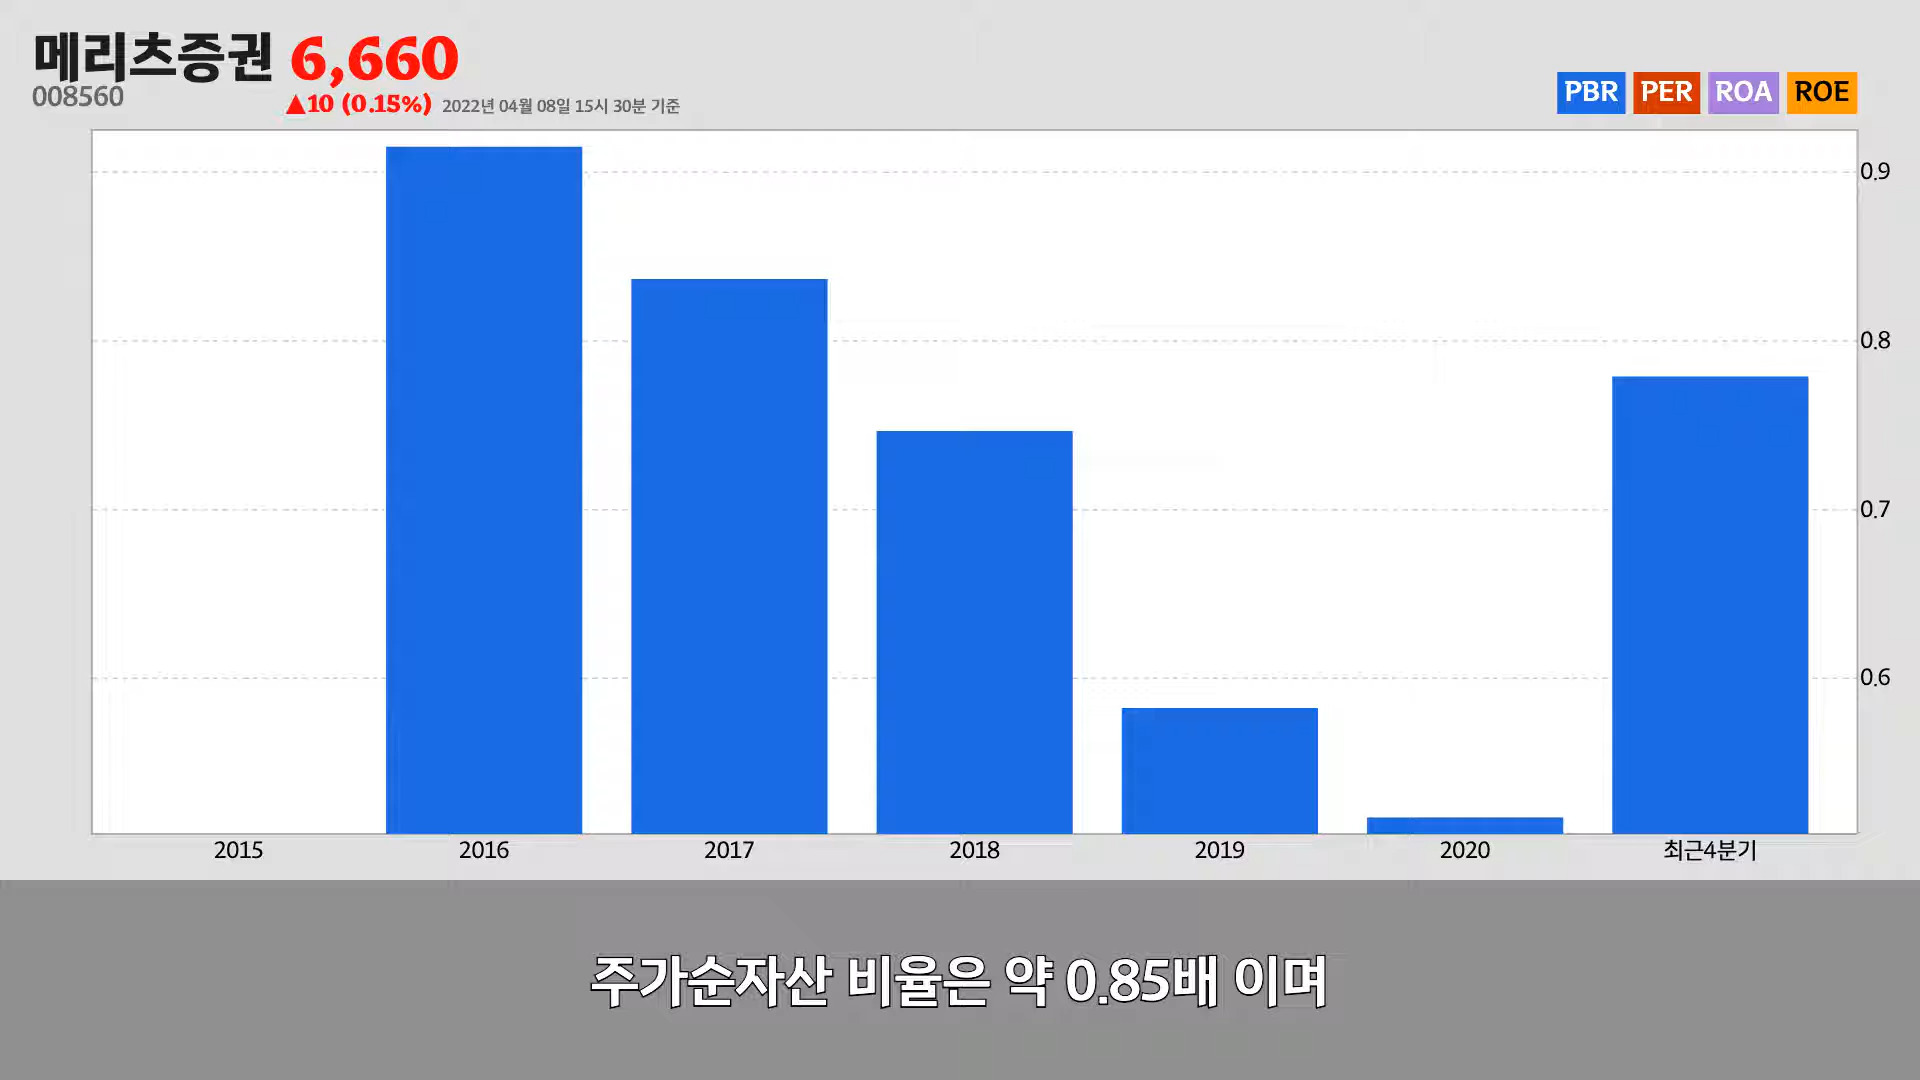 메리츠증권 6,660
008560
▲10 (0.15%) 2022년 04월 08일 15시 30분 기준
PBR PER ROA ROE
0.9
0.8
0.7
0.6
2015 2016 2017 2018 2019 2020 최근4분기
주가순자산 비율은 약 0.85배 이며